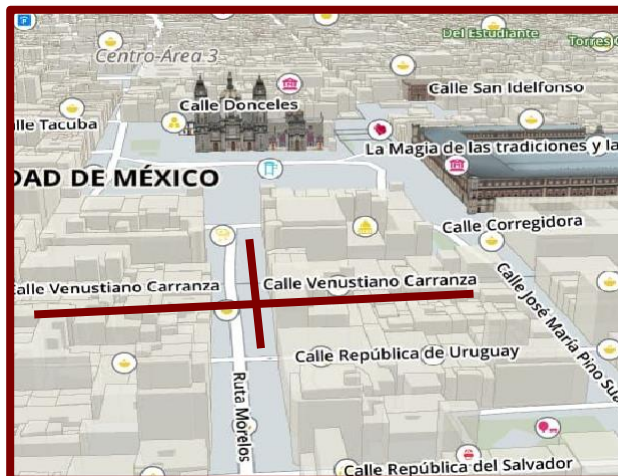 Del Estudiante
Torres
Centro-Área 3
Calle San Idelfonso
Calle Donceles
alle Tacuba
La Magia de las tradiciones y la
DAD DE MÉXICO
Calle Corregidora
Calle Venustiano Carranza
Calle Venustiano Carranza
Calle José María Pino Suá
Calle República de Uruguay
Ruta Morelos
Calle República del Salvador